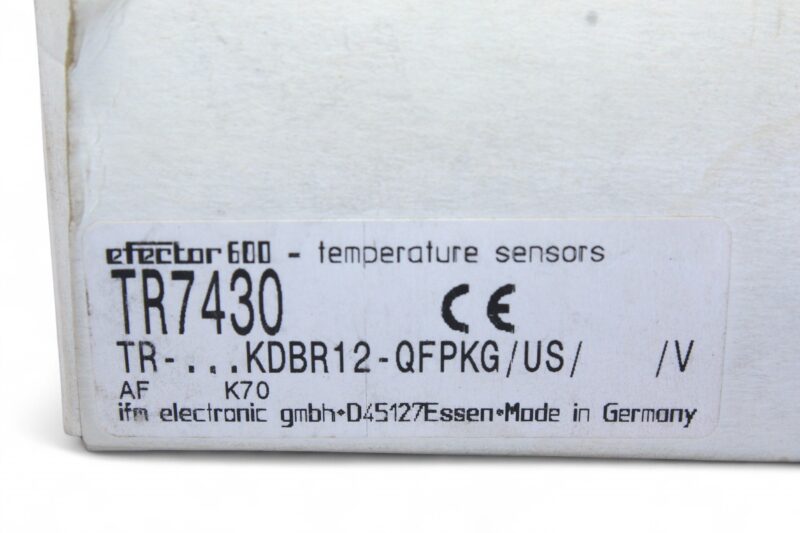 efector600 - temperature sensors
TR7430 CE
TR-...KDBR12-QFPKG/US/ /V
AF K70
ifm electronic gmbh•D45127Essen•Made in Germany